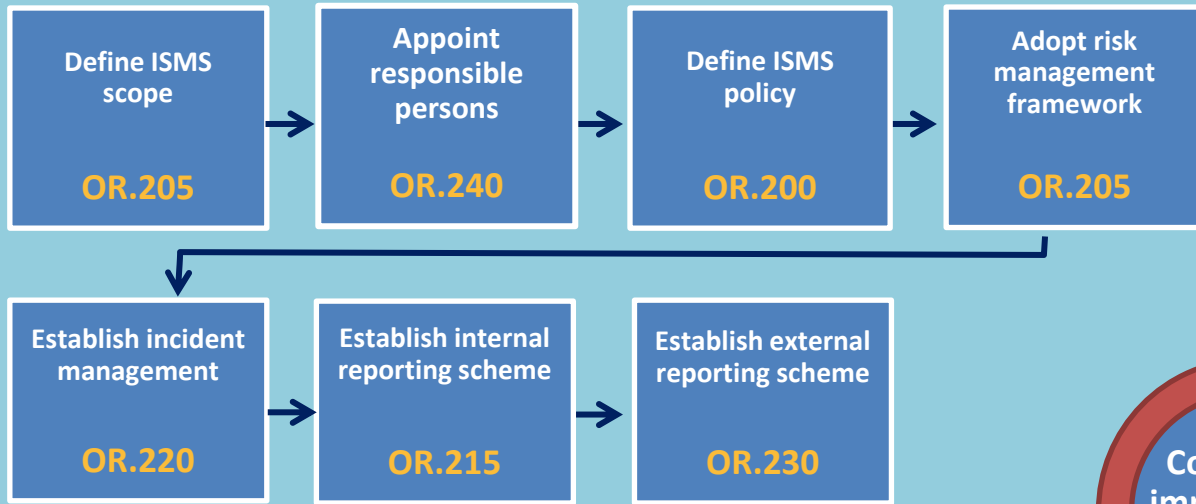 Define ISMS
scope
OR.205
Appoint
responsible
persons
OR.240
Define ISMS
policy
OR.200
Adopt risk
management
framework
OR.205
Establish incident
management
OR.220
Establish internal
reporting scheme
OR.215
Establish external
reporting scheme
OR.230